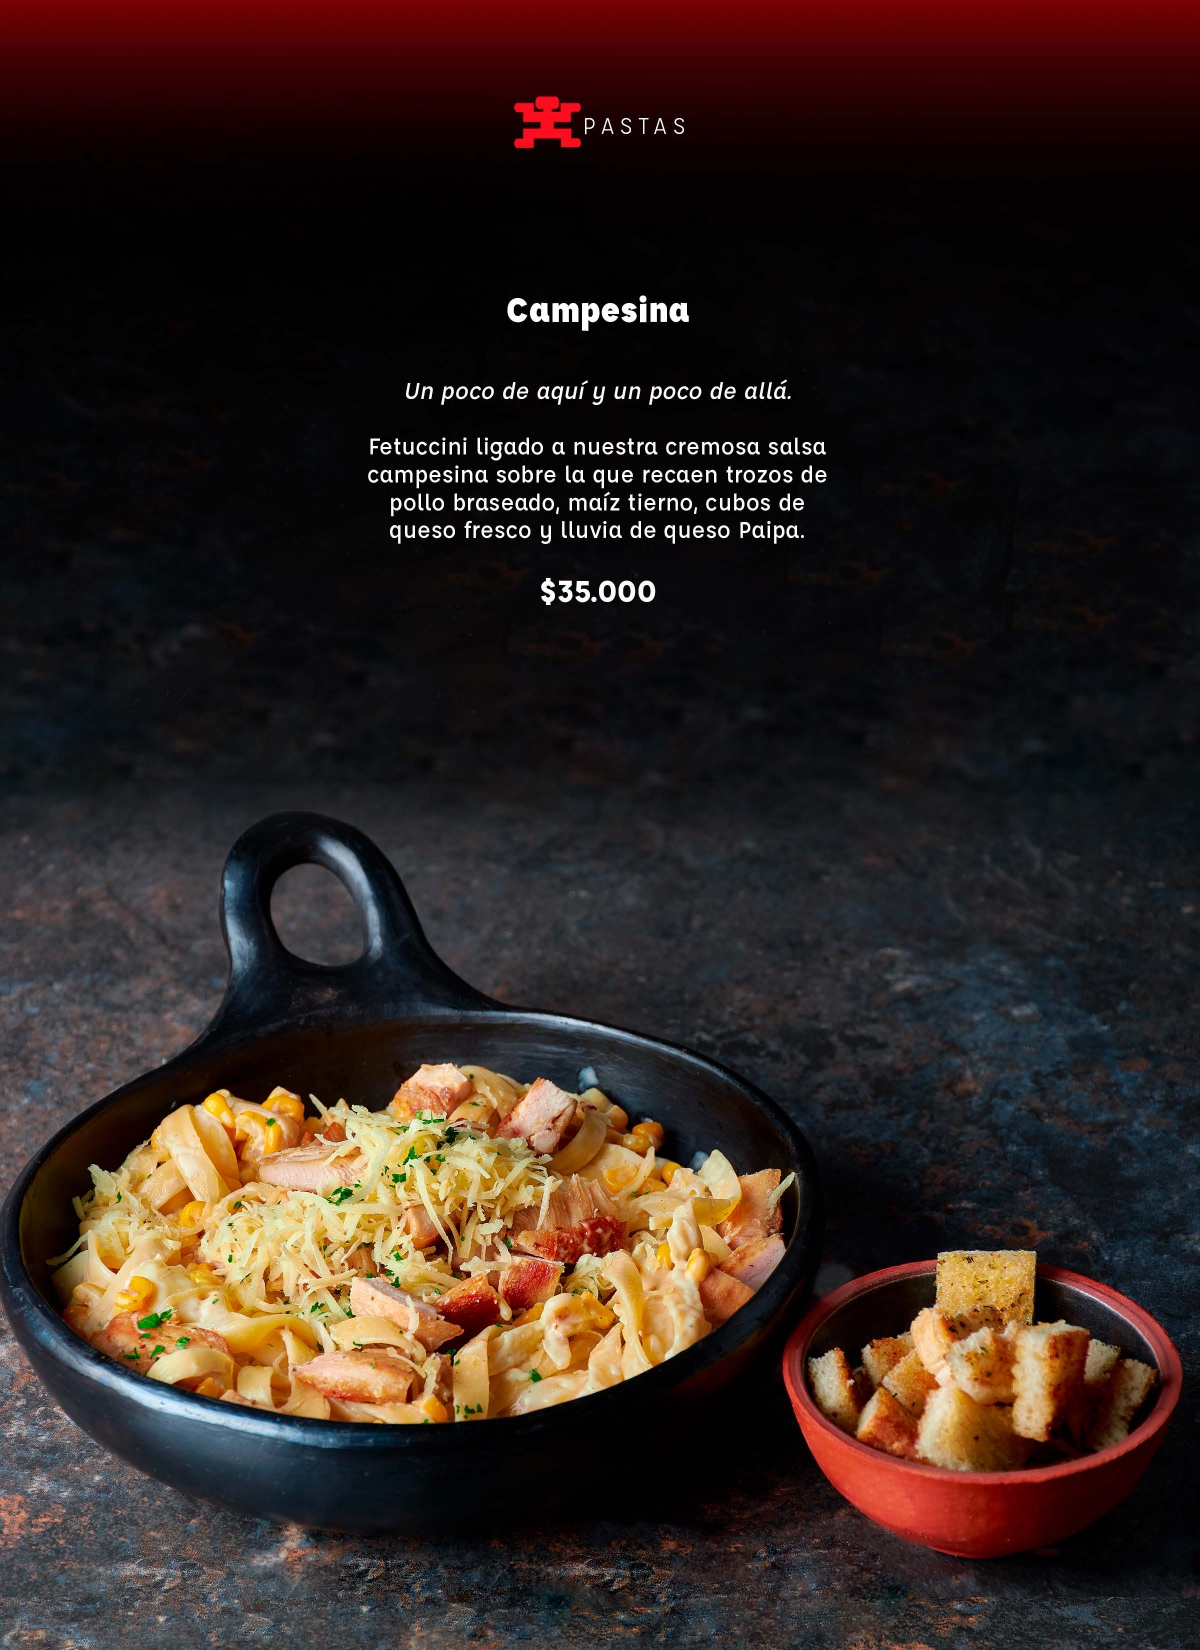 PASTAS
Campesina
Un poco de aquí y un poco de allá.
Fetuccini ligado a nuestra cremosa salsa
campesina sobre la que recaen trozos de
pollo braseado, maíz tierno, cubos de
queso fresco y lluvia de queso Paipa.
$35.000